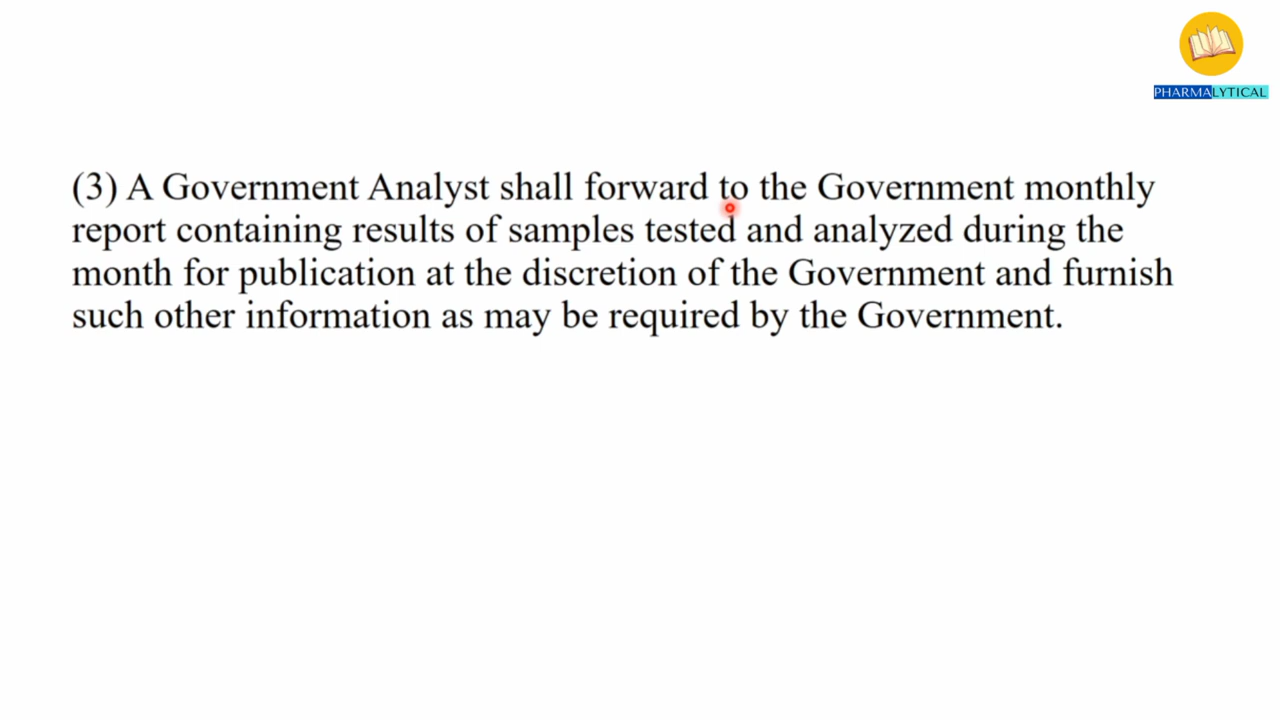 PHARMALYTICAL
(3) A Government Analyst shall forward to the Government monthly
report containing results of samples tested and analyzed during the
month for publication at the discretion of the Government and furnish
such other information as may be required by the Government.